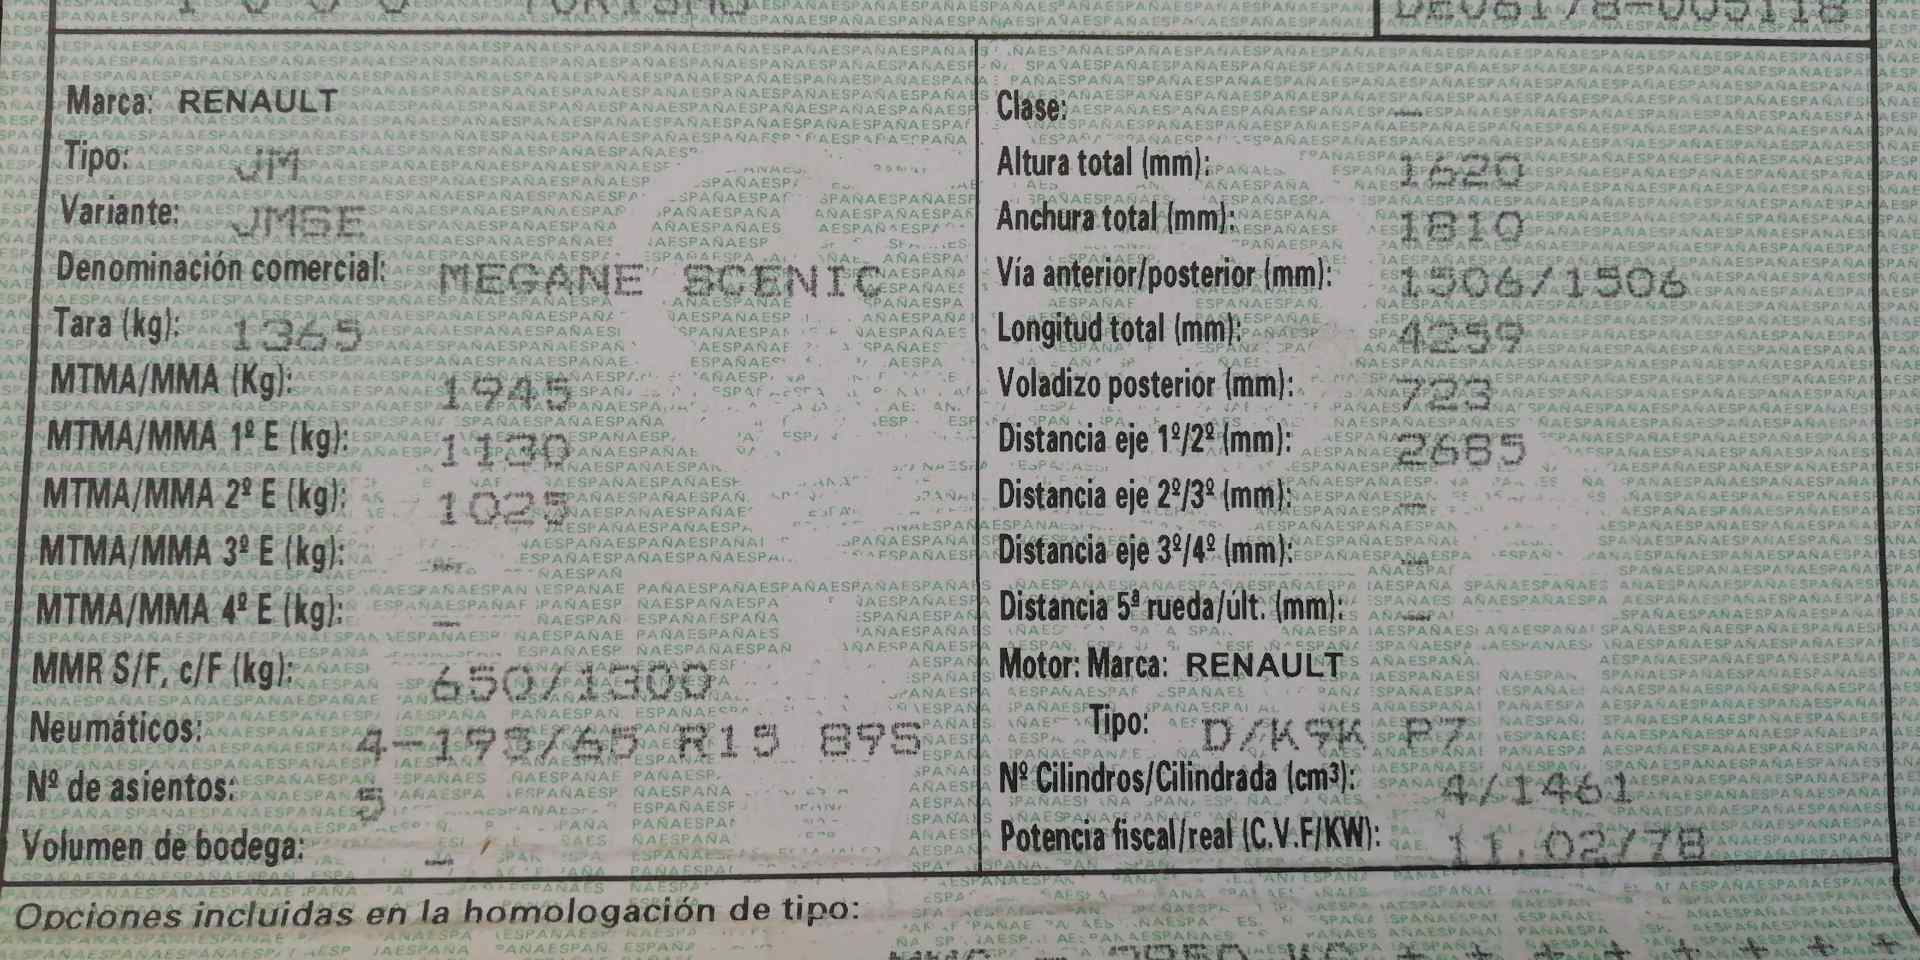 1000 TURISMO
Marca: RENAULT
Tipo: JM
Variante: JMSE
Denominación comercial: MEGANE SCENIC
Tara (kg): 1365
MTMA/MMA (Kg): 1945
MTMA/MMA 1º E (kg): 1130
MTMA/MMA 2º E (kg): 1025
MTMA/MMA 3º E (kg): –
MTMA/MMA 4º E (kg): –
MMR S/F, c/F (kg): 650/1300
Neumáticos: 4-195/65 R15 89S
Nº de asientos: 5
Volumen de bodega: –
Clase: –
Altura total (mm): 1620
Anchura total (mm): 1810
Vía anterior/posterior (mm): 1506/1506
Longitud total (mm): 4259
Voladizo posterior (mm): 723
Distancia eje 1º/2º (mm): 2685
Distancia eje 2º/3º (mm): –
Distancia eje 3º/4º (mm): –
Distancia 5ª rueda/últ. (mm): –
Motor: Marca: RENAULT
Tipo: D/K9K P7
Nº Cilindros/Cilindrada (cm³): 4/1461
Potencia fiscal/real (C.V.F/KW): 11.02/78
Opciones incluidas en la homologación de tipo: